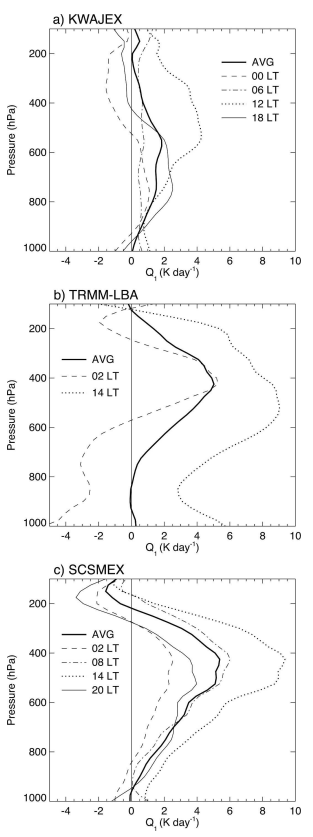 a) KWAJEX
200
400
600
800
1000
Pressure (hPa)
AVG
00 LT
06 LT
12 LT
18 LT
-4 -2 0 2 4 6 8 10
Q1 (K day-1)
b) TRMM-LBA
200
400
600
800
1000
Pressure (hPa)
AVG
02 LT
14 LT
-4 -2 0 2 4 6 8 10
Q1 (K day-1)
c) SCSMEX
200
400
600
800
1000
Pressure (hPa)
AVG
02 LT
08 LT
14 LT
20 LT
-4 -2 0 2 4 6 8 10
Q1 (K day-1)